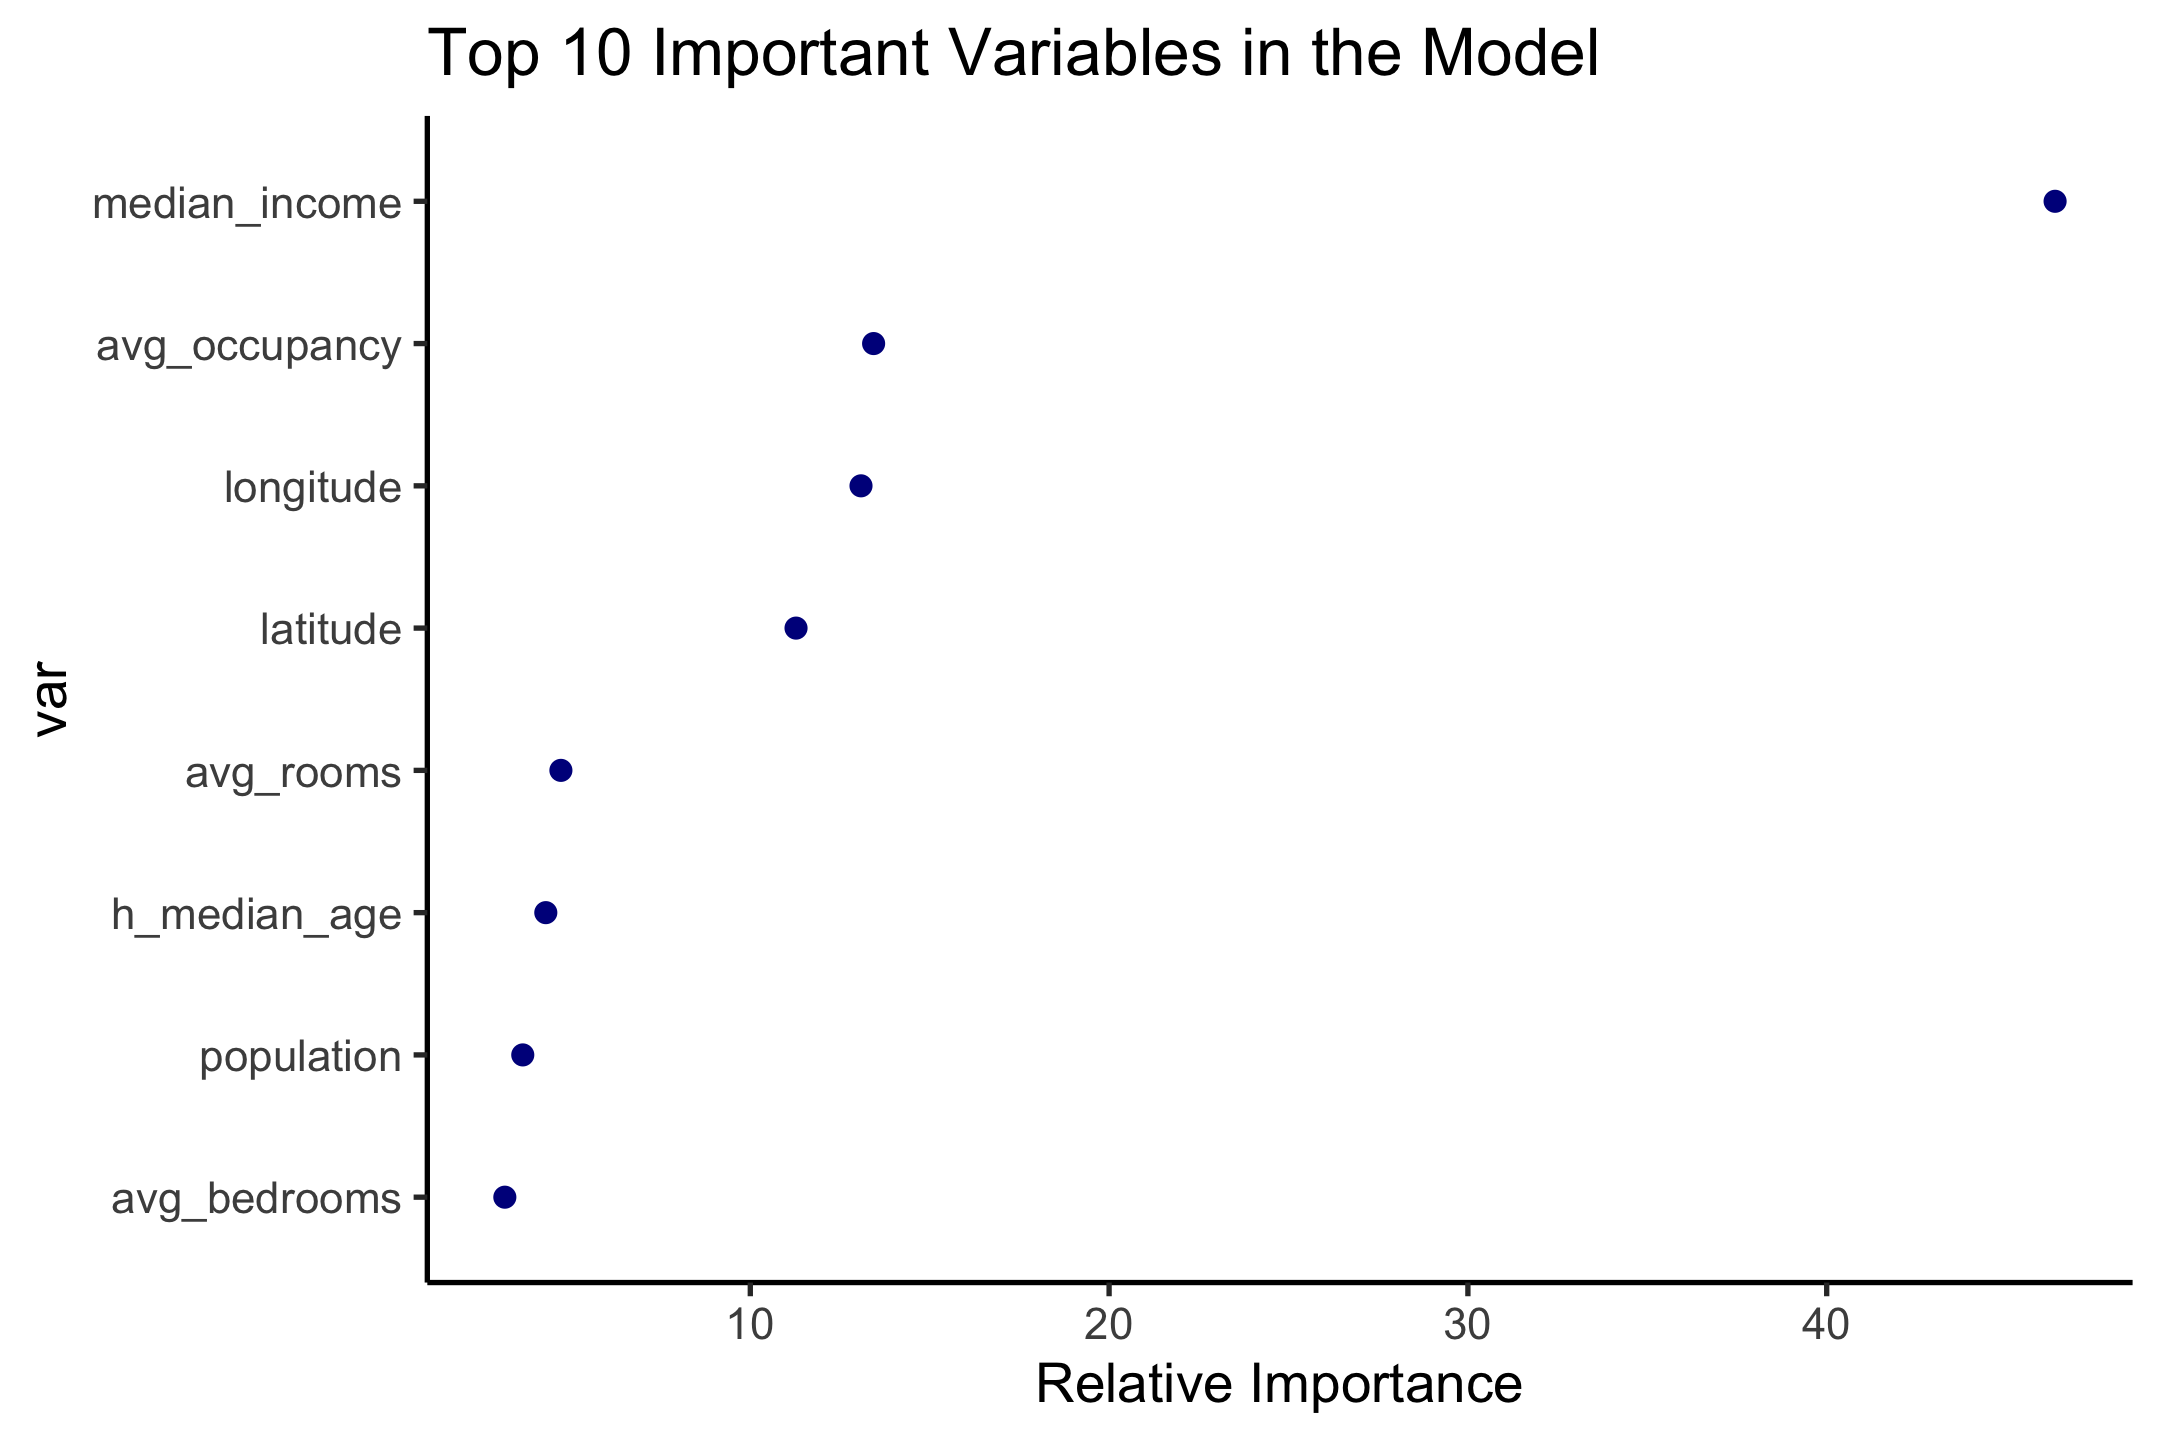 Top 10 Important Variables in the Model
median_income
avg_occupancy
longitude
latitude
var
avg_rooms
h_median_age
population
avg_bedrooms
10 20 30 40
Relative Importance